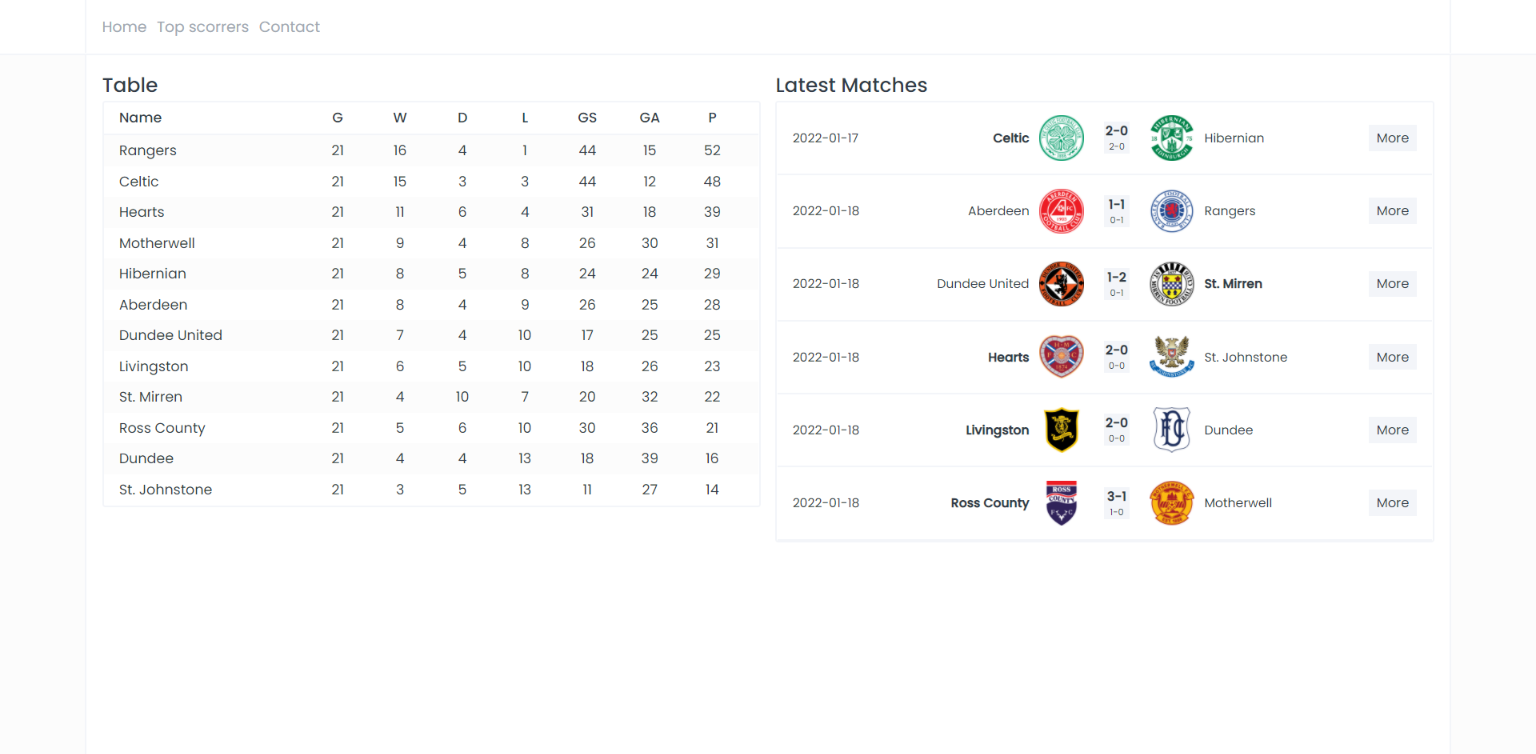 Home Top scorrers Contact
Table
Name G W D L GS GA P
Rangers 21 16 4 1 44 15 52
Celtic 21 15 3 3 44 12 48
Hearts 21 11 6 4 31 18 39
Motherwell 21 9 4 8 26 30 31
Hibernian 21 8 5 8 24 24 29
Aberdeen 21 8 4 9 26 25 28
Dundee United 21 7 4 10 17 25 25
Livingston 21 6 5 10 18 26 23
St. Mirren 21 4 10 7 20 32 22
Ross County 21 5 6 10 30 36 21
Dundee 21 4 4 13 18 39 16
St. Johnstone 21 3 5 13 11 27 14
Latest Matches
2022-01-17 Celtic 2-0 Hibernian More
2-0
2022-01-18 Aberdeen 1-1 Rangers More
0-1
2022-01-18 Dundee United 1-2 St. Mirren More
0-1
2022-01-18 Hearts 2-0 St. Johnstone More
0-0
2022-01-18 Livingston 2-0 Dundee More
0-0
2022-01-18 Ross County 3-1 Motherwell More
1-0
ROSS
COUNTY